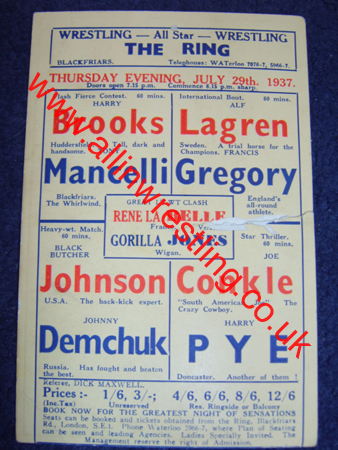 WRESTLING — All Star — WRESTLING
THE RING
BLACKFRIARS. Telephones: WATerloo 7876-7, 5966-7.
THURSDAY EVENING, JULY 29th. 1937.
Doors open 7.15 p.m. Commence 8.15 p.m. sharp.
Fierce Contest. 60 mins.
HARRY
Brooks
Tall, dark and
handsome.
Mancelli
Blackfriars.
The Whirlwind.
International Bout. 60 mins.
ALF
Lagren
Sweden. A trial horse for the
Champions. FRANCIS
Gregory
England's
all-round
athlete.
GREAT WT CLASH
RENE LA BELLE
GORILLA JONES
Wigan.
Heavy-wt. Match.
60 mins.
BLACK
BUTCHER
Johnson
U.S.A. The back-kick expert.
JOHNNY
Demchuk
Russia. Has fought and beaten
the best.
Star Thriller.
60 mins.
JOE
Cockle
"South American Joe" The
Crazy Cowboy.
HARRY
PYE
Doncaster. Another of them !
Referee, DICK MAXWELL.
Prices :- 1/6, 3/-; 4/6, 6/6, 8/6, 12/6
(Inc.Tax) Unreserved Res. Ringside or Balcony
BOOK NOW FOR THE GREATEST NIGHT OF SENSATIONS
Seats can be booked and tickets obtained from the Ring, Blackfriars
Rd., London, S.E.1. Phone Waterloo 5966-7, where Plan of Seating
can be seen and leading Agencies. Ladies Specially Invited. The
Management reserve the right of Admission.
www.allinwrestling.co.uk